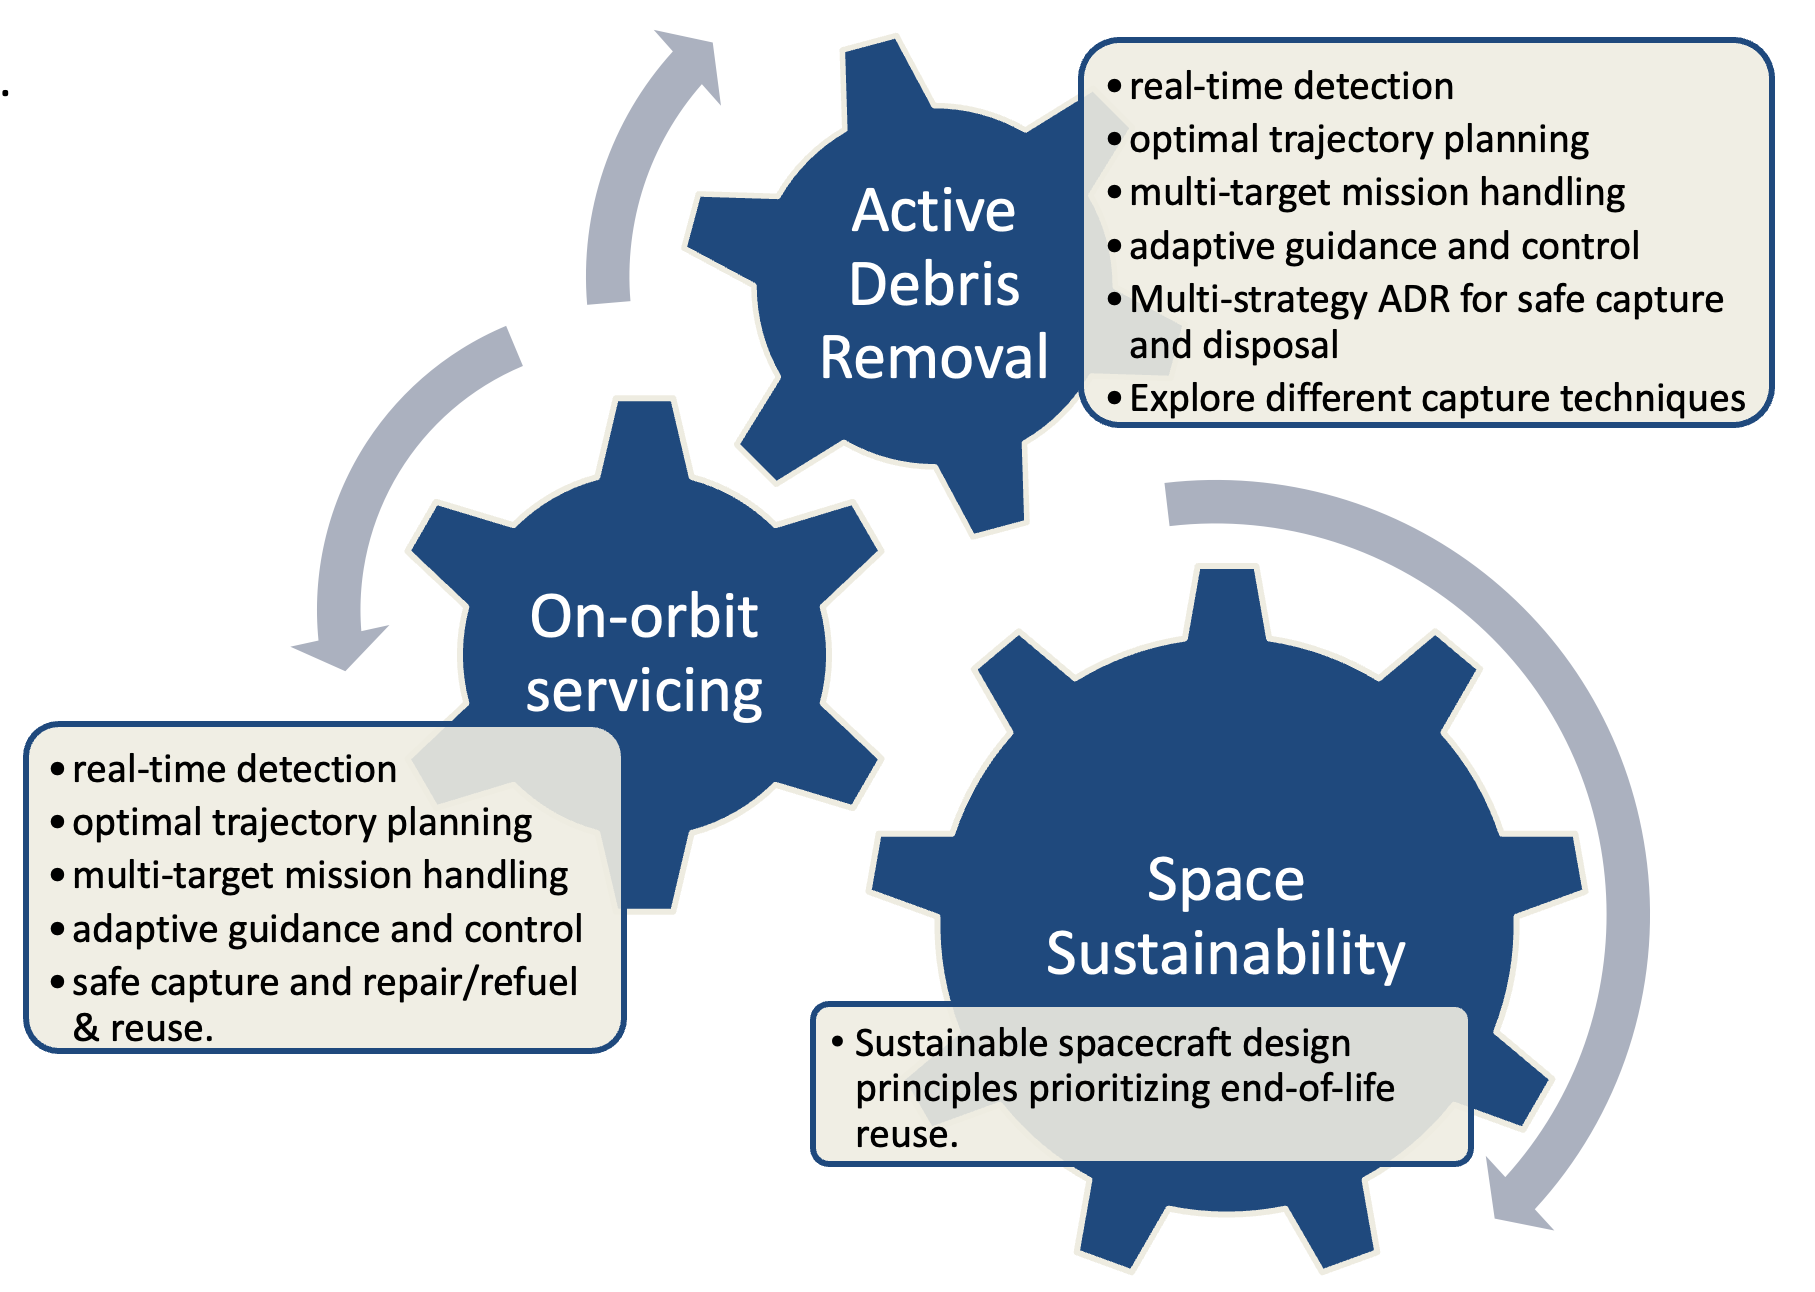 .
Active
Debris
Removal
• real-time detection
• optimal trajectory planning
• multi-target mission handling
• adaptive guidance and control
• Multi-strategy ADR for safe capture
and disposal
• Explore different capture techniques
On-orbit
servicing
• real-time detection
• optimal trajectory planning
• multi-target mission handling
• adaptive guidance and control
• safe capture and repair/refuel
& reuse.
Space
Sustainability
• Sustainable spacecraft design
principles prioritizing end-of-life
reuse.